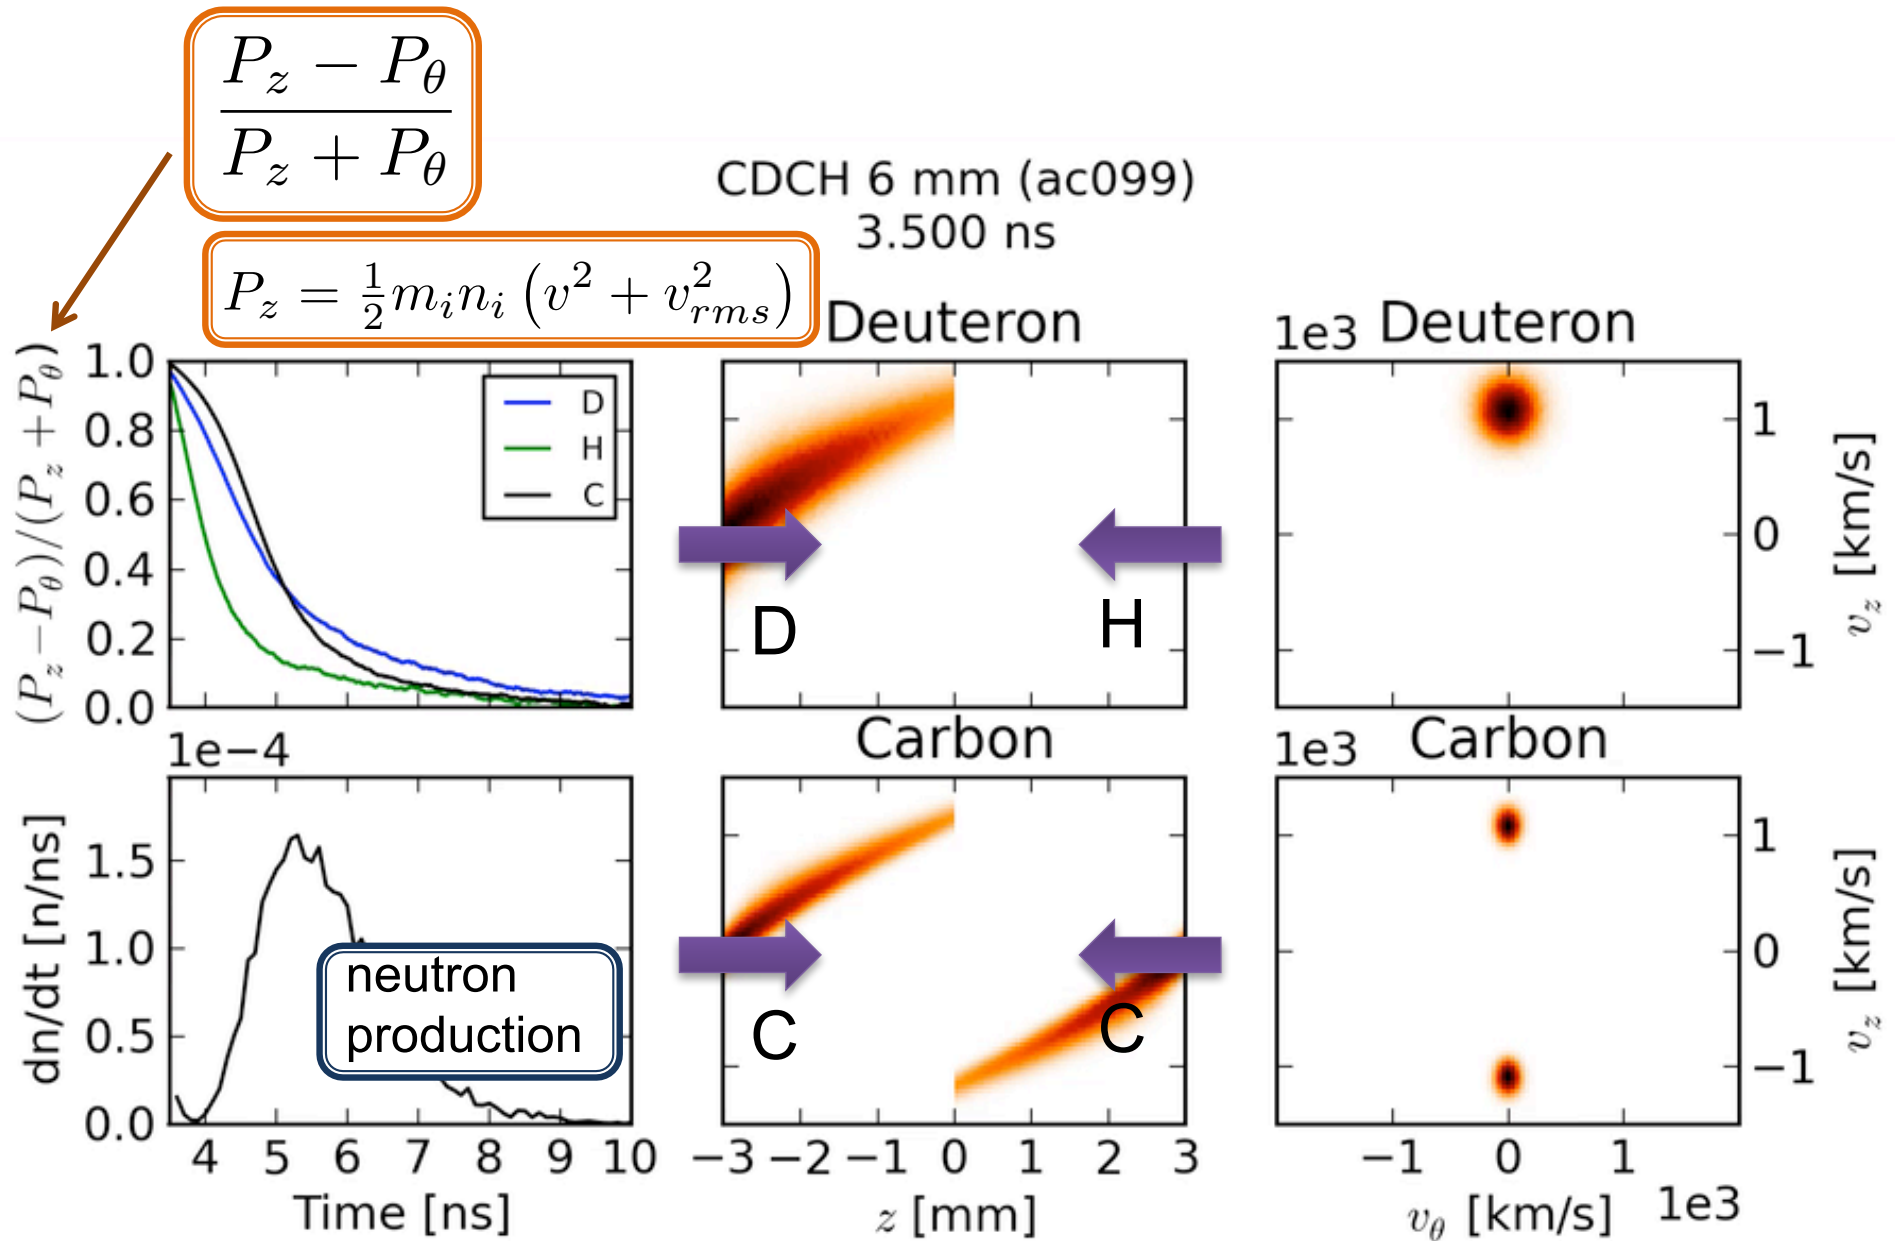 P_z − P_θ
P_z + P_θ
CDCH 6 mm (ac099)
3.500 ns
P_z = ½ m_i n_i (v² + v²_rms)
Deuteron
1e3 Deuteron
(P_z − P_θ)/(P_z + P_θ)
1.0
0.8
0.6
0.4
0.2
0.0
D
H
C
D
H
1
0
−1
v_z [km/s]
1e−4
Carbon
1e3 Carbon
dn/dt [n/ns]
1.5
1.0
0.5
0.0
neutron
production
C
C
1
0
−1
v_z [km/s]
4 5 6 7 8 9 10
−3 −2 −1 0 1 2 3
−1 0 1
Time [ns]
z [mm]
v_θ [km/s] 1e3